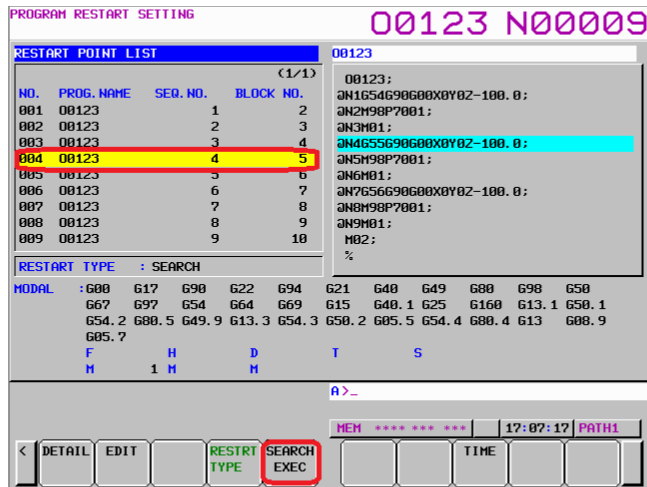 PROGRAM RESTART SETTING
O0123 N00009
RESTART POINT LIST
(1/1)
NO. PROG.NAME SEQ.NO. BLOCK NO.
001 O0123 1 2
002 O0123 2 3
003 O0123 3 4
004 O0123 4 5
005 O0123 5 6
006 O0123 6 7
007 O0123 7 8
008 O0123 8 9
009 O0123 9 10
RESTART TYPE : SEARCH
O0123
O0123;
@N1G54G90G00X0Y0Z-100.0;
@N2M98P7001;
@N3M01;
@N4G55G90G00X0Y0Z-100.0;
@N5M98P7001;
@N6M01;
@N7G56G90G00X0Y0Z-100.0;
@N8M98P7001;
@N9M01;
M02;
%
MODAL :G00 G17 G90 G22 G94 G21 G40 G49 G80 G98 G50
G67 G97 G54 G64 G69 G15 G40.1 G25 G160 G13.1 G50.1
G54.2 G80.5 G49.9 G13.3 G54.3 G50.2 G05.5 G54.4 G80.4 G13 G08.9
G05.7
F H D T S
M 1 M M
A>_
MEM **** *** *** 17:07:17 PATH1
< DETAIL EDIT RESTRT TYPE SEARCH EXEC TIME